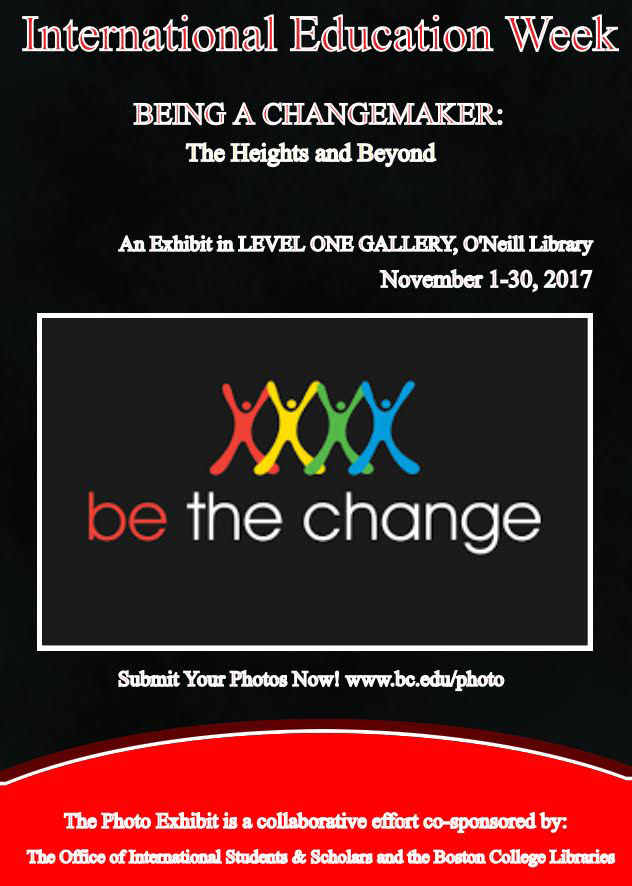 International Education Week
BEING A CHANGEMAKER:
The Heights and Beyond
An Exhibit in LEVEL ONE GALLERY, O'Neill Library
November 1-30, 2017
be the change
Submit Your Photos Now! www.bc.edu/photo
The Photo Exhibit is a collaborative effort co-sponsored by:
The Office of International Students & Scholars and the Boston College Libraries